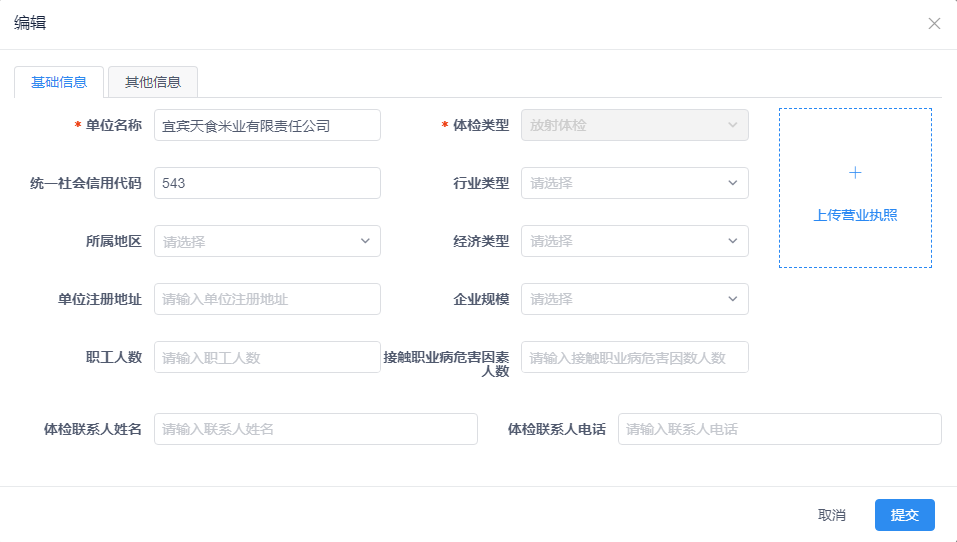 编辑
基础信息
其他信息
* 单位名称
宜宾天食米业有限责任公司
* 体检类型
放射体检
统一社会信用代码
543
行业类型
请选择
+
上传营业执照
所属地区
请选择
经济类型
请选择
单位注册地址
请输入单位注册地址
企业规模
请选择
职工人数
请输入职工人数
接触职业病危害因素
人数
请输入接触职业病危害因数人数
体检联系人姓名
请输入联系人姓名
体检联系人电话
请输入联系人电话
取消
提交